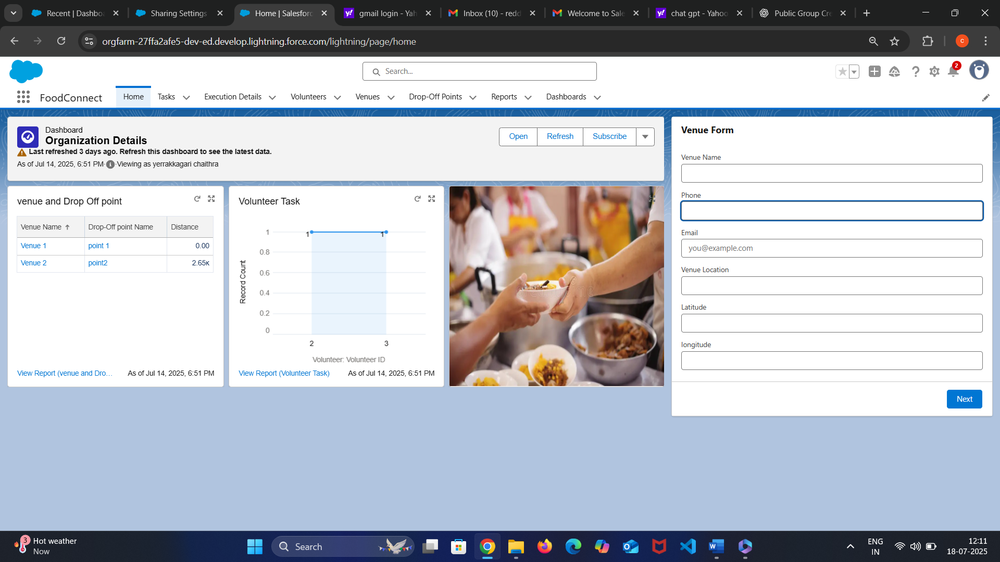 Recent | Dashboa
Sharing Settings
Home | Salesforc
gmail login - Yah
Inbox (10) - redd
Welcome to Sale
chat gpt - Yahoo
Public Group Cre
orgfarm-27ffa2afe5-dev-ed.develop.lightning.force.com/lightning/page/home
C
Search...
2
FoodConnect
Home
Tasks
Execution Details
Volunteers
Venues
Drop-Off Points
Reports
Dashboards
Dashboard
Organization Details
Last refreshed 3 days ago. Refresh this dashboard to see the latest data.
As of Jul 14, 2025, 6:51 PM·Viewing as yerrakkagari chaithra
Open
Refresh
Subscribe
venue and Drop Off point
Venue Name ↑ Drop-Off point Name Distance
Venue 1 point 1 0.00
Venue 2 point2 2.65K
View Report (venue and Dro...
As of Jul 14, 2025, 6:51 PM
Volunteer Task
Record Count
1
0.8
0.6
0.4
0.2
0
1 1
2 3
Volunteer: Volunteer ID
View Report (Volunteer Task)
As of Jul 14, 2025, 6:51 PM
Venue Form
Venue Name
Phone
Email
you@example.com
Venue Location
Latitude
longitude
Next
3
Hot weather
Now
Search
ENG
IN
12:11
18-07-2025